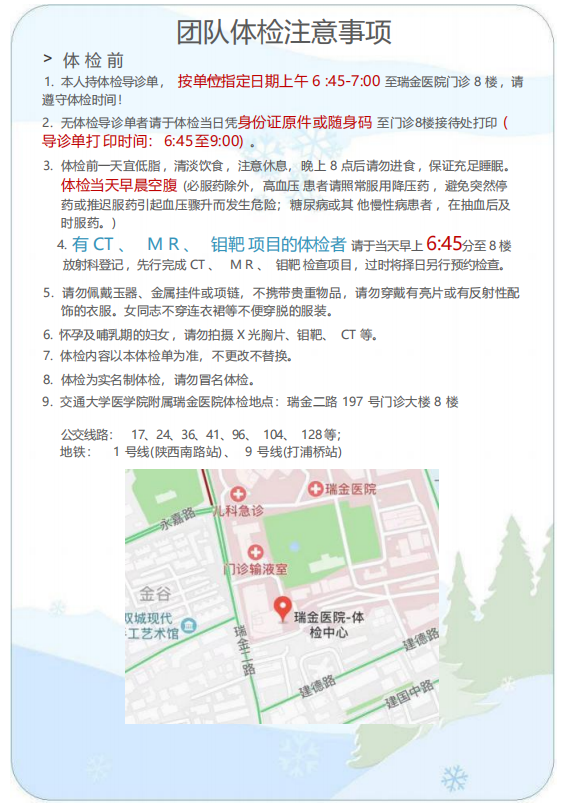 团队体检注意事项
> 体检前
1. 本人持体检导诊单， 按单位指定日期上午 6 :45-7:00 至瑞金医院门诊 8 楼，请
遵守体检时间！
2. 无体检导诊单者请于体检当日凭身份证原件或随身码 至门诊8楼接待处打印（
导诊单打印时间： 6:45至9:00）。
3. 体检前一天宜低脂，清淡饮食，注意休息，晚上 8 点后请勿进食，保证充足睡眠。
体检当天早晨空腹 (必服药除外，高血压 患者请照常服用降压药，避免突然停
药或推迟服药引起血压骤升而发生危险；糖尿病或其 他慢性病患者，在抽血后及
时服药。)
4. 有 CT 、 M R 、 钼靶 项目的体检者 请于当天早上 6:45分至 8 楼
放射科登记，先行完成 CT 、 M R 、 钼靶 检查项目，过时将择日另行预约检查。
5. 请勿佩戴玉器、金属挂件或项链，不携带贵重物品，请勿穿戴有亮片或有反射性配
饰的衣服。女同志不穿连衣裙等不便穿脱的服装。
6. 怀孕及哺乳期的妇女，请勿拍摄 X 光胸片、钼靶、 CT 等。
7. 体检内容以本体检单为准，不更改不替换。
8. 体检为实名制体检，请勿冒名体检。
9. 交通大学医学院附属瑞金医院体检地点：瑞金二路 197 号门诊大楼 8 楼
公交线路： 17、24、36、41、96、 104、 128 等；
地铁： 1 号线(陕西南路站) 、 9 号线(打浦桥站)
瑞金医院
儿科急诊
永嘉路
门诊输液室
金谷
双城现代
手工艺术馆
瑞金医院-体
检中心
瑞金二路
建德路
建德路
建国中路